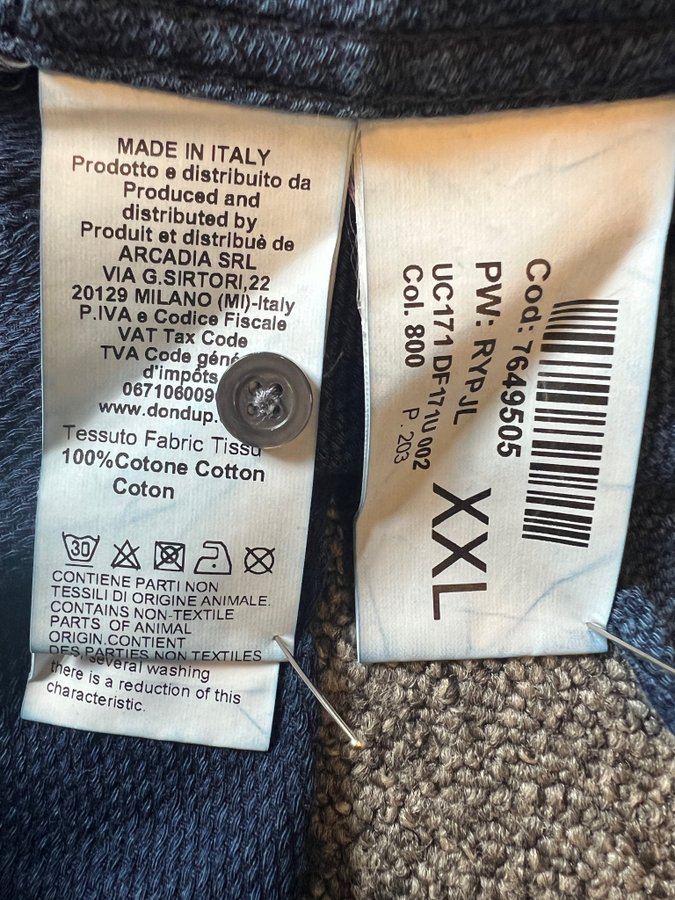 MADE IN ITALY
Prodotto e distribuito da
Produced and
distributed by
Produit et distribuè de
ARCADIA SRL
VIA G.SIRTORI,22
20129 MILANO (MI)-Italy
P.IVA e Codice Fiscale
VAT Tax Code
TVA Code géné
d'impôts
067106009
www.dondup.
Tessuto Fabric Tissu
100%Cotone Cotton
Coton
30
CONTIENE PARTI NON
TESSILI DI ORIGINE ANIMALE.
CONTAINS NON-TEXTILE
PARTS OF ANIMAL
ORIGIN.CONTIENT
DES PARTIES NON TEXTILES
several washing
there is a reduction of this
characteristic.
Cod: 7649505
PW: RYPJL
UC171 DF171U 002
Col. 800
P. 203
XXL